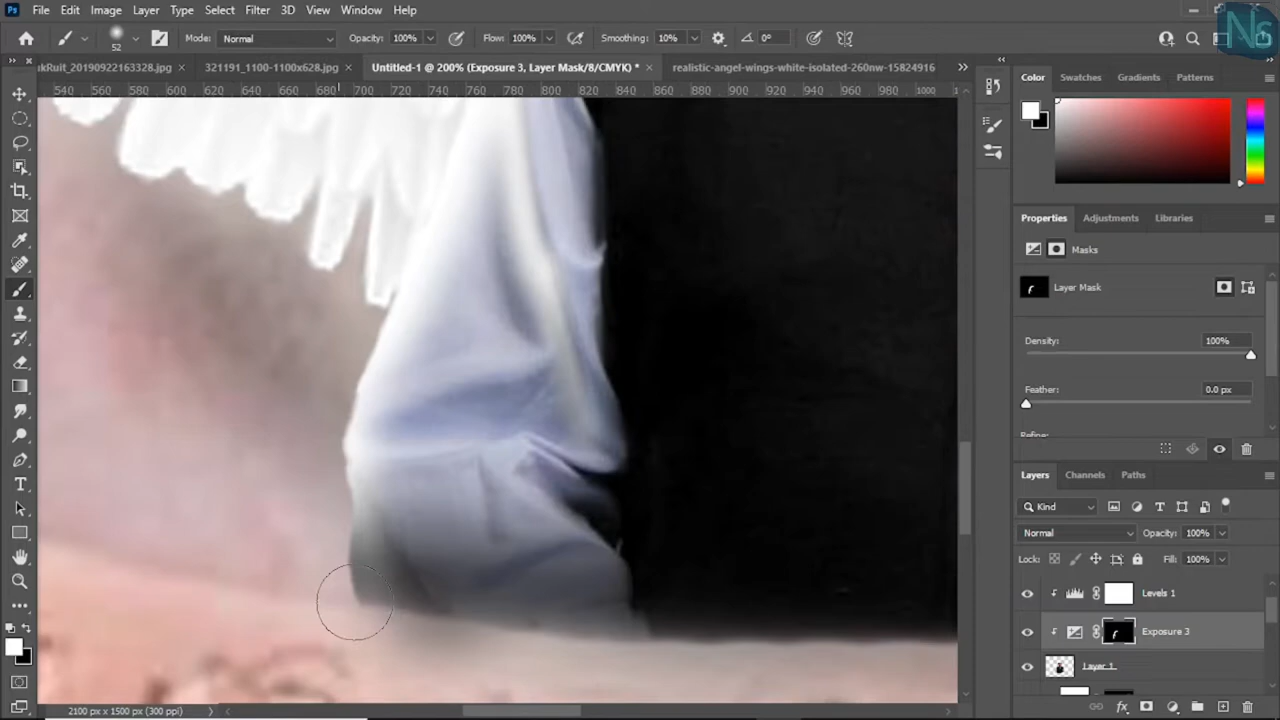 Ps File Edit Image Layer Type Select Filter 3D View Window Help
Ns
52 Mode: Normal Opacity: 100% Flow: 100% Smoothing: 10% 0°
ukRuit_20190922163328.jpg × 321191_1100-1100x628.jpg × Untitled-1 @ 200% (Exposure 3, Layer Mask/8/CMYK) * × realistic-angel-wings-white-isolated-260nw-15824916
540 560 580 600 620 640 660 680 700 720 740 760 780 800 820 840 860 880 900 920 940 960 980 1000
Color Swatches Gradients Patterns
Properties Adjustments Libraries
Masks
Layer Mask
Density: 100%
Feather: 0.0 px
Refine:
Layers Channels Paths
Kind
Normal Opacity: 100%
Lock: Fill: 100%
Levels 1
Exposure 3
Layer 1
2100 px x 1500 px (300 ppi)